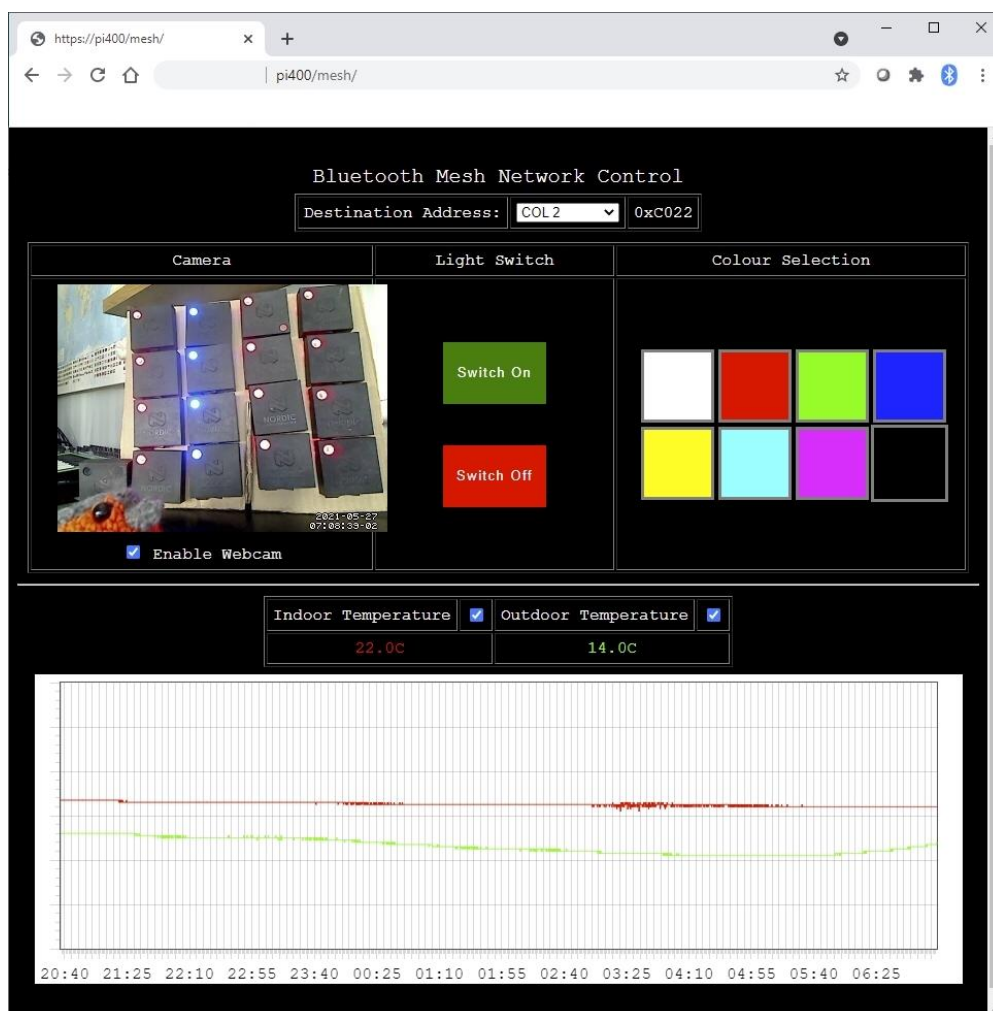 https://pi400/mesh/
pi400/mesh/
Bluetooth Mesh Network Control
Destination Address: COL 2 0xC022
Camera Light Switch Colour Selection
NORDIC
NORDIC
2021-05-27
07:08:39-02
Switch On
Switch Off
Enable Webcam
Indoor Temperature Outdoor Temperature
22.0C 14.0C
20:40 21:25 22:10 22:55 23:40 00:25 01:10 01:55 02:40 03:25 04:10 04:55 05:40 06:25